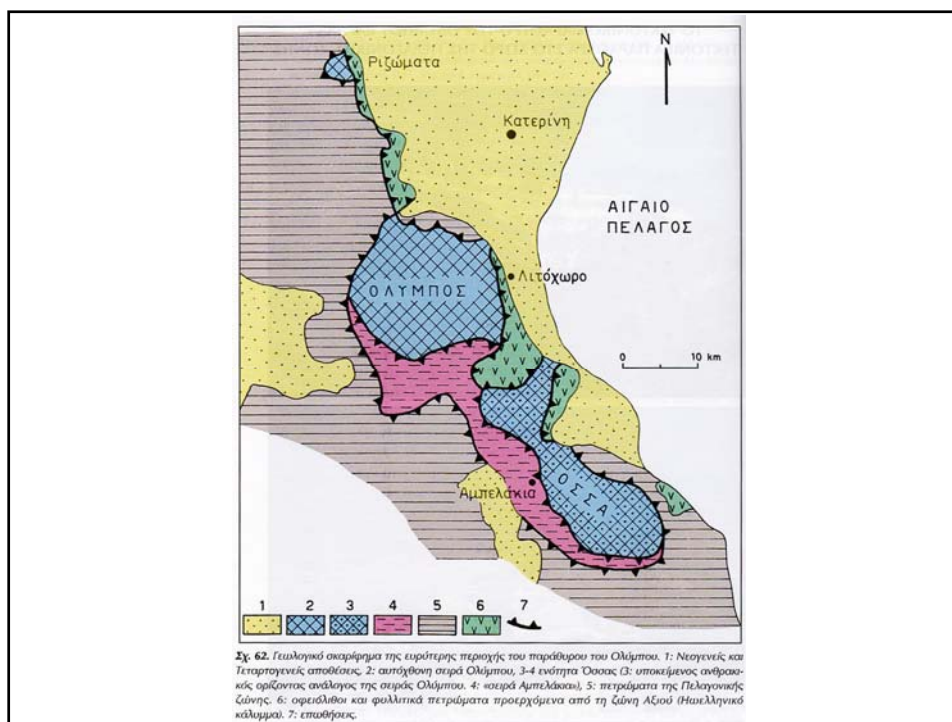 Ριζώματα
N
Κατερίνη
ΑΙΓΑΙΟ
ΠΕΛΑΓΟΣ
Λιτόχωρο
ΟΛΥΜΠΟΣ
0 10 km
Αμπελάκια
ΟΣΣΑ
1 2 3 4 5 6 7
Σχ. 62. Γεωλογικό σκαρίφημα της ευρύτερης περιοχής του παράθυρου του Ολύμπου. 1: Νεογενείς και
Τεταρτογενείς αποθέσεις, 2: αυτόχθονη σειρά Ολύμπου, 3-4 ενότητα Όσσας (3: υποκείμενος ανθρακι-
κός ορίζοντας ανάλογος της σειράς Ολύμπου. 4: «σειρά Αμπελάκια»), 5: πετρώματα της Πελαγονικής
ζώνης. 6: οφειόλιθοι και φυλλιτικά πετρώματα προερχόμενα από τη ζώνη Αξιού (Ηωελληνικό
κάλυμμα). 7: επωθήσεις.